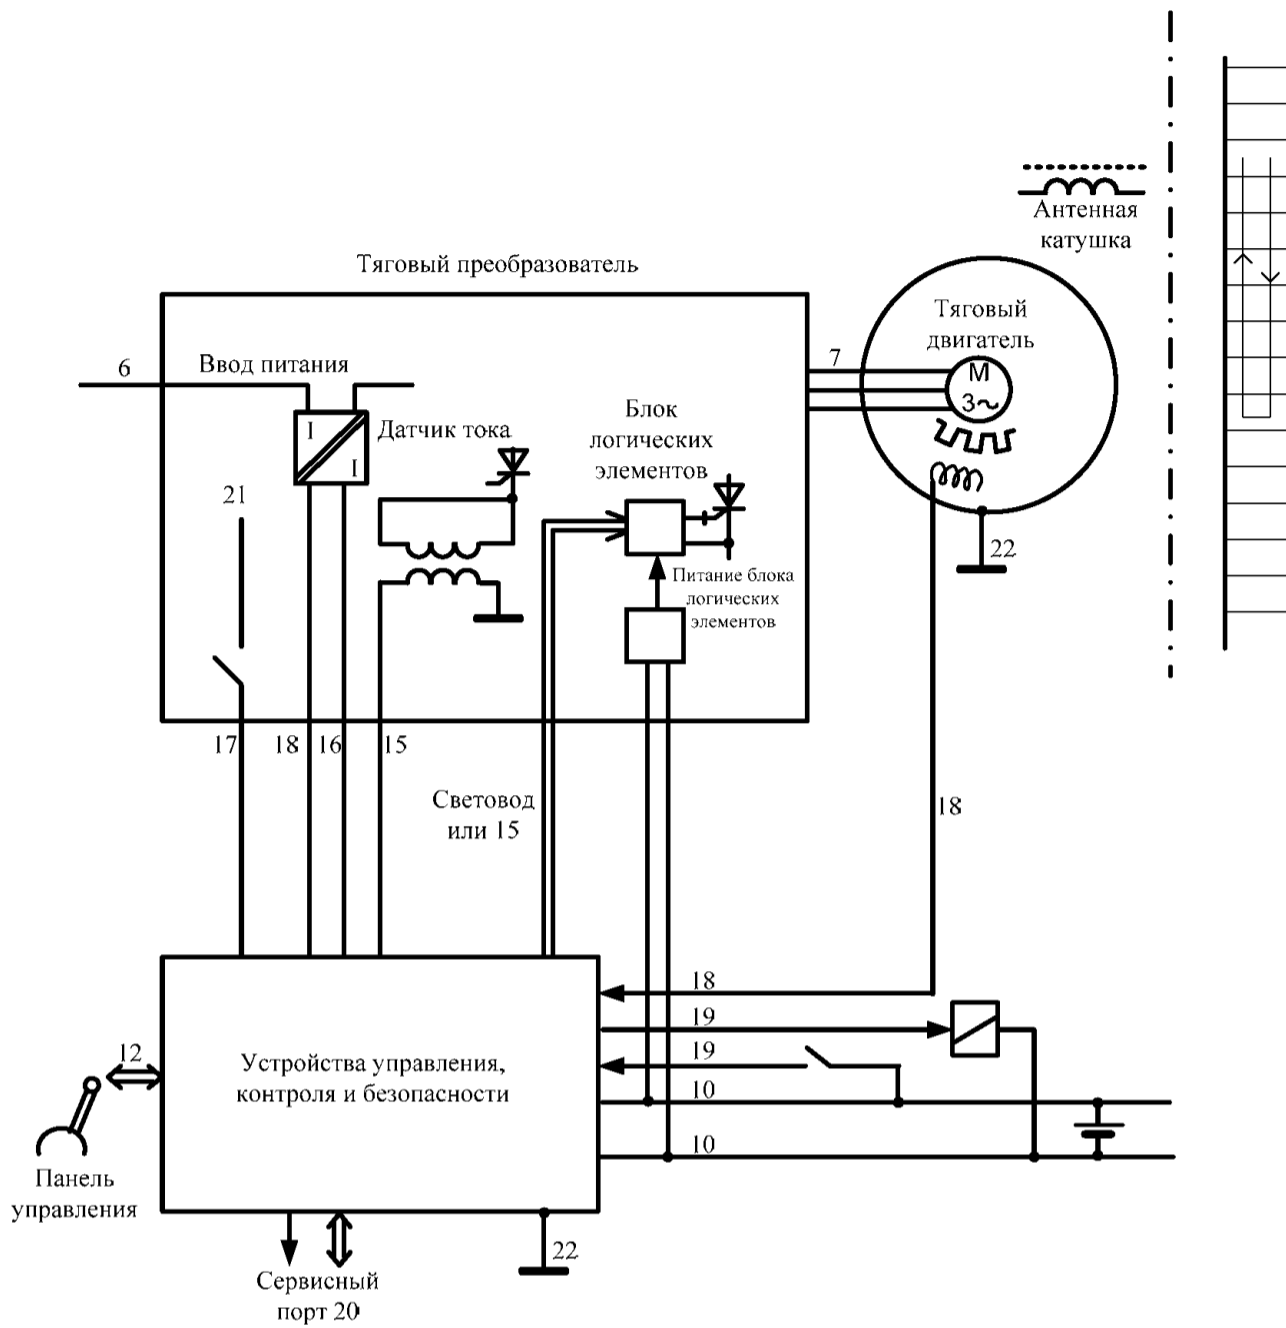 Антенная
катушка
Тяговый преобразователь
Тяговый
двигатель
6
Ввод питания
7
М
3~
I
I
Датчик тока
Блок
логических
элементов
21
22
Питание блока
логических
элементов
17
18
16
15
Световод
или 15
18
18
19
19
10
10
12
Устройства управления,
контроля и безопасности
Панель
управления
22
Сервисный
порт 20